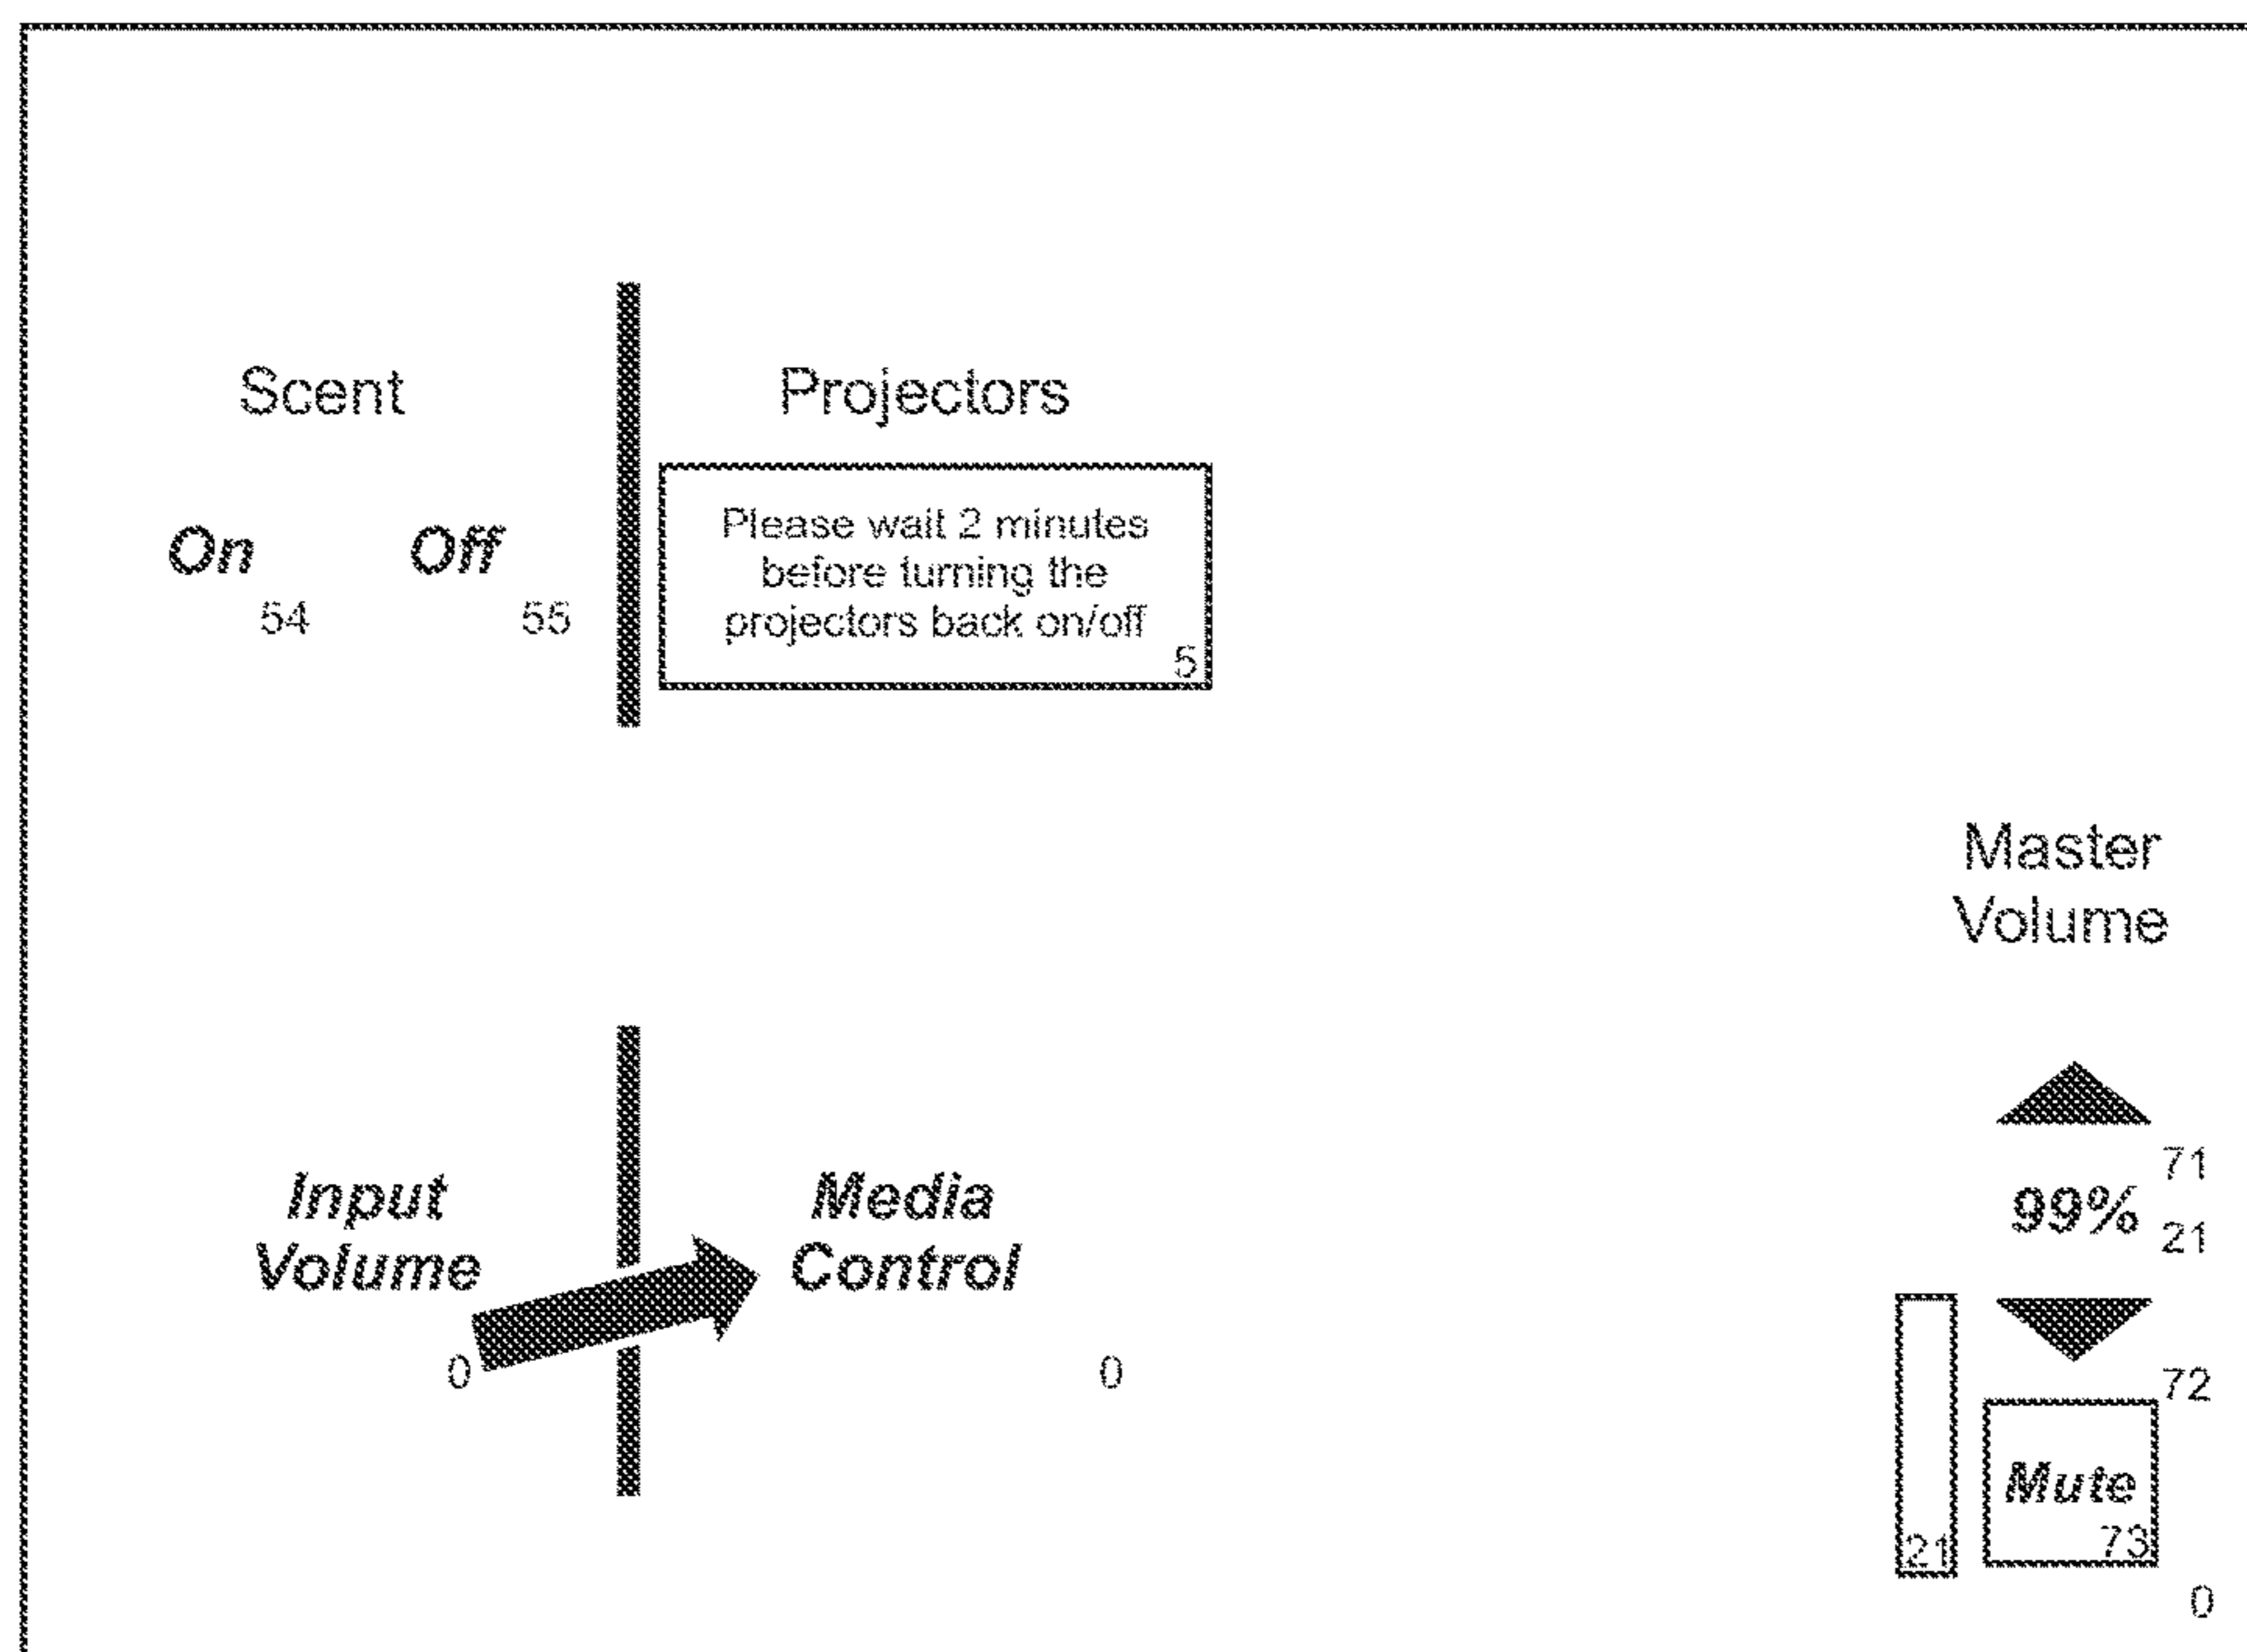 Scent
On
54
Off
55
Projectors
Please wait 2 minutes
before turning the
projectors back on/off
5
Master
Volume
71
99%
21
72
Mute
73
21
0
Input
Volume
0
Media
Control
0